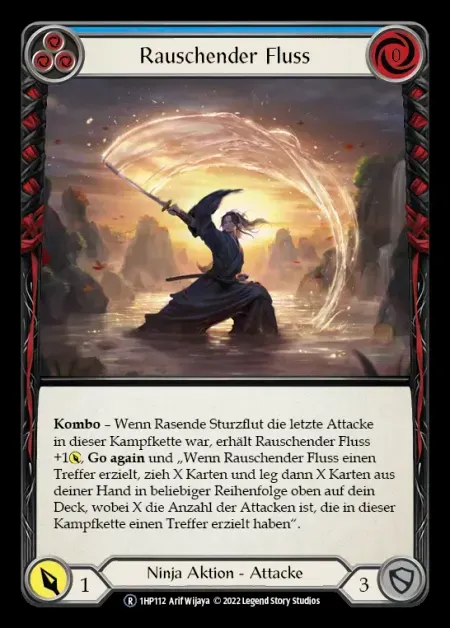 Rauschender Fluss
0
Kombo – Wenn Rasende Sturzflut die letzte Attacke
in dieser Kampfkette war, erhält Rauschender Fluss
+1, Go again und „Wenn Rauschender Fluss einen
Treffer erzielt, zieh X Karten und leg dann X Karten aus
deiner Hand in beliebiger Reihenfolge oben auf dein
Deck, wobei X die Anzahl der Attacken ist, die in dieser
Kampfkette einen Treffer erzielt haben“.
1
Ninja Aktion - Attacke
3
R 1HP112 Arif Wijaya © 2022 Legend Story Studios